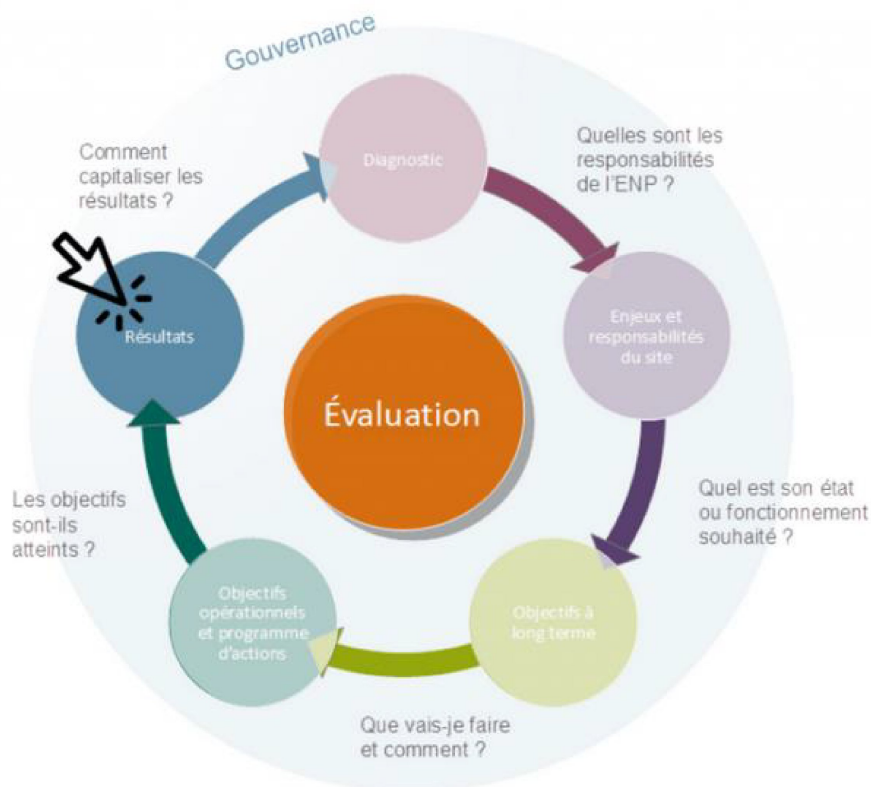 Gouvernance
Comment
capitaliser les
résultats ?
Diagnostic
Quelles sont les
responsabilités
de l'ENP ?
Résultats
Enjeux et
responsabilités
du site
Évaluation
Les objectifs
sont-ils
atteints ?
Quel est son état
ou fonctionnement
souhaité ?
Objectifs
opérationnels
et programme
d'actions
Objectifs à
long terme
Que vais-je faire
et comment ?